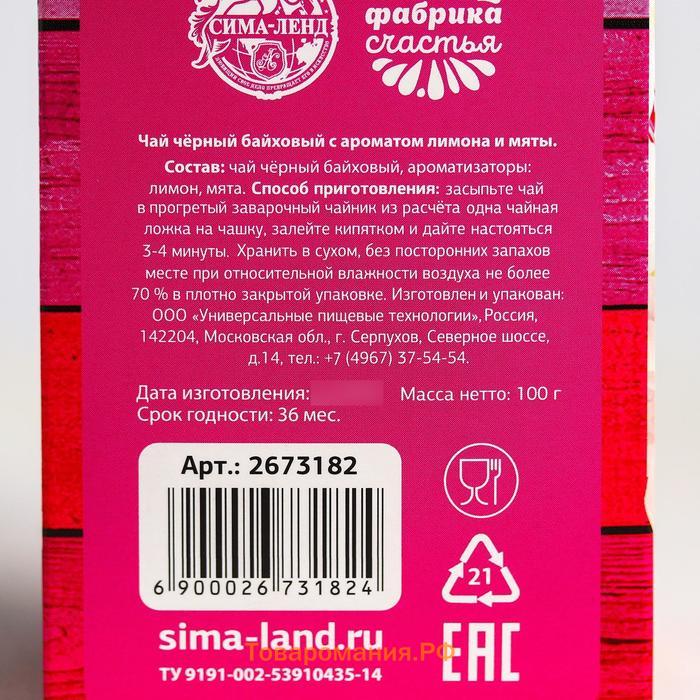 СИМА-ЛЕНД
фабрика
счастья
Чай чёрный байховый с ароматом лимона и мяты.
Состав: чай чёрный байховый, ароматизаторы:
лимон, мята. Способ приготовления: засыпьте чай
в прогретый заварочный чайник из расчёта одна чайная
ложка на чашку, залейте кипятком и дайте настояться
3-4 минуты. Хранить в сухом, без посторонних запахов
месте при относительной влажности воздуха не более
70 % в плотно закрытой упаковке. Изготовлен и упакован:
ООО «Универсальные пищевые технологии», Россия,
142204, Московская обл., г. Серпухов, Северное шоссе,
д.14, тел.: +7 (4967) 37-54-54.
Дата изготовления:
Масса нетто: 100 г
Срок годности: 36 мес.
Арт.: 2673182
6 900026 731824
21
sima-land.ru
Товаромания.РФ
ТУ 9191-002-53910435-14
EAC